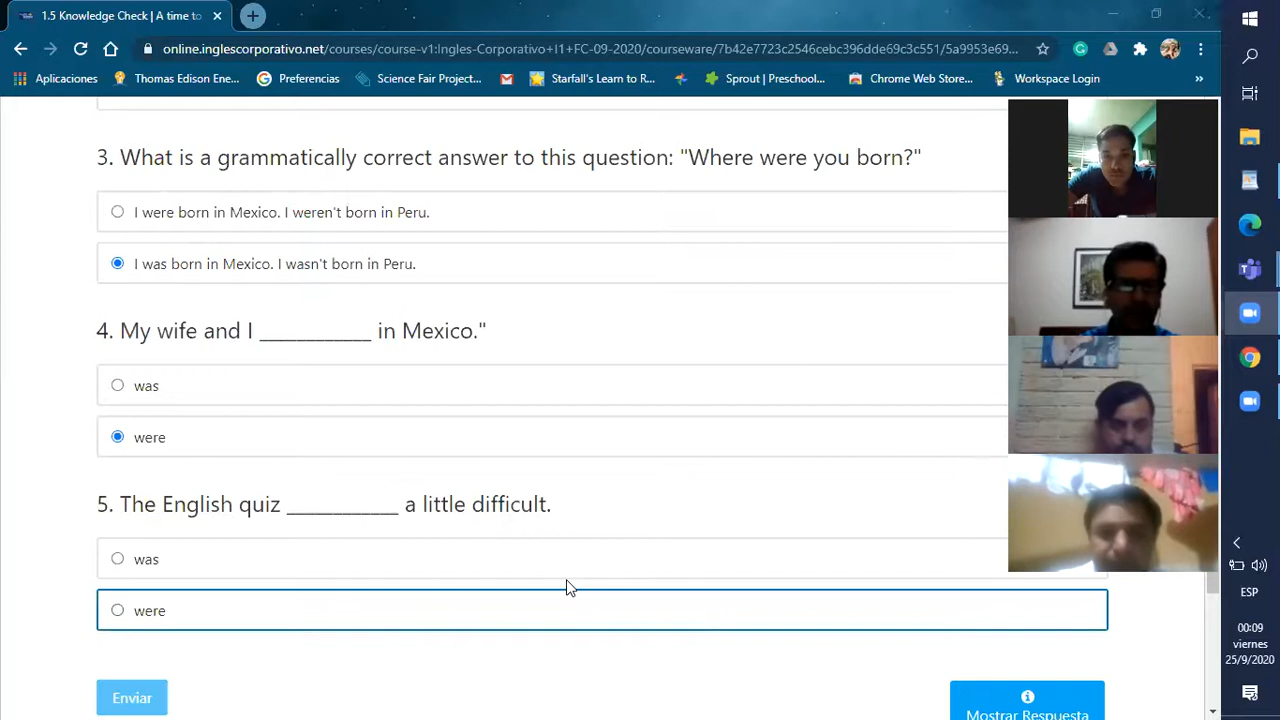 1.5 Knowledge Check | A time to
online.inglescorporativo.net/courses/course-v1:Ingles-Corporativo+I1+FC-09-2020/courseware/7b42e7723c2546cebc396dde69c3c551/5a9953e69...
Aplicaciones
Thomas Edison Ene...
Preferencias
Science Fair Project...
Starfall's Learn to R...
Sprout | Preschool...
Chrome Web Store...
Workspace Login
»
3. What is a grammatically correct answer to this question: "Where were you born?"
I were born in Mexico. I weren't born in Peru.
I was born in Mexico. I wasn't born in Peru.
4. My wife and I ____________ in Mexico."
was
were
5. The English quiz ____________ a little difficult.
was
were
Enviar
Mostrar Respuesta
ESP
00:09
viernes
25/9/2020